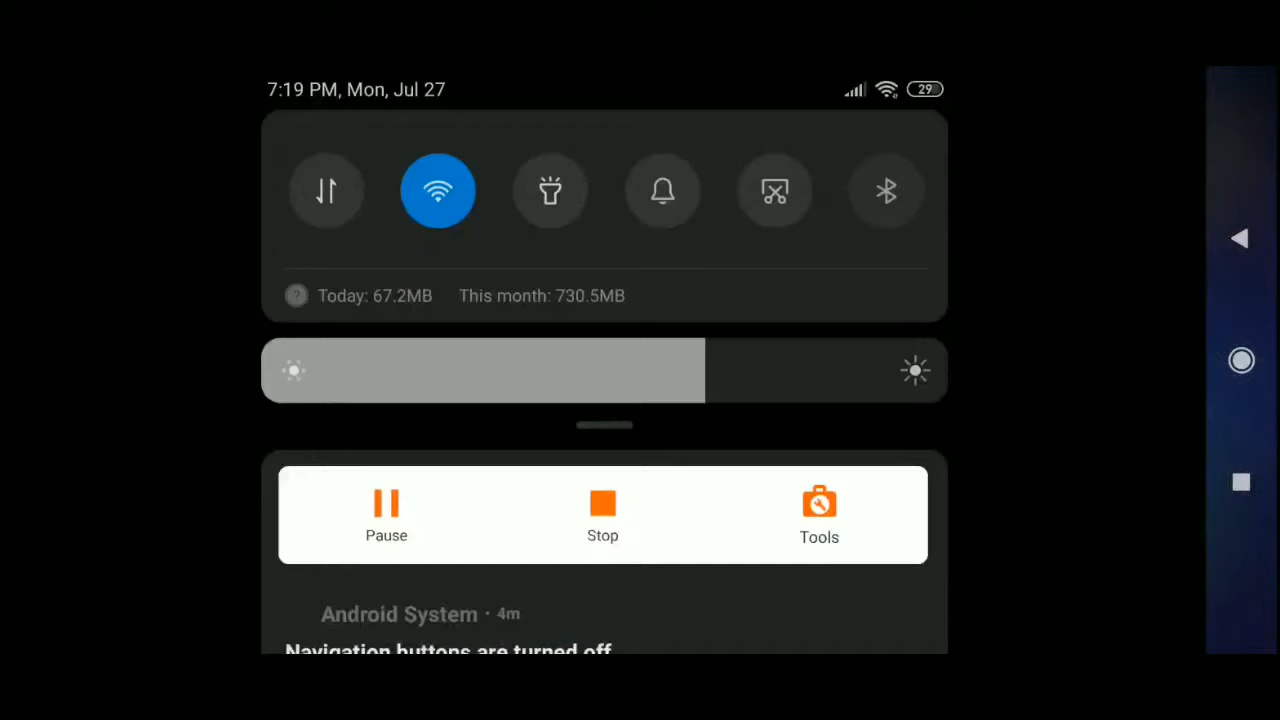 7:19 PM, Mon, Jul 27 29
Today: 67.2MB This month: 730.5MB
Pause Stop Tools
Android System · 4m
Navigation buttons are turned off